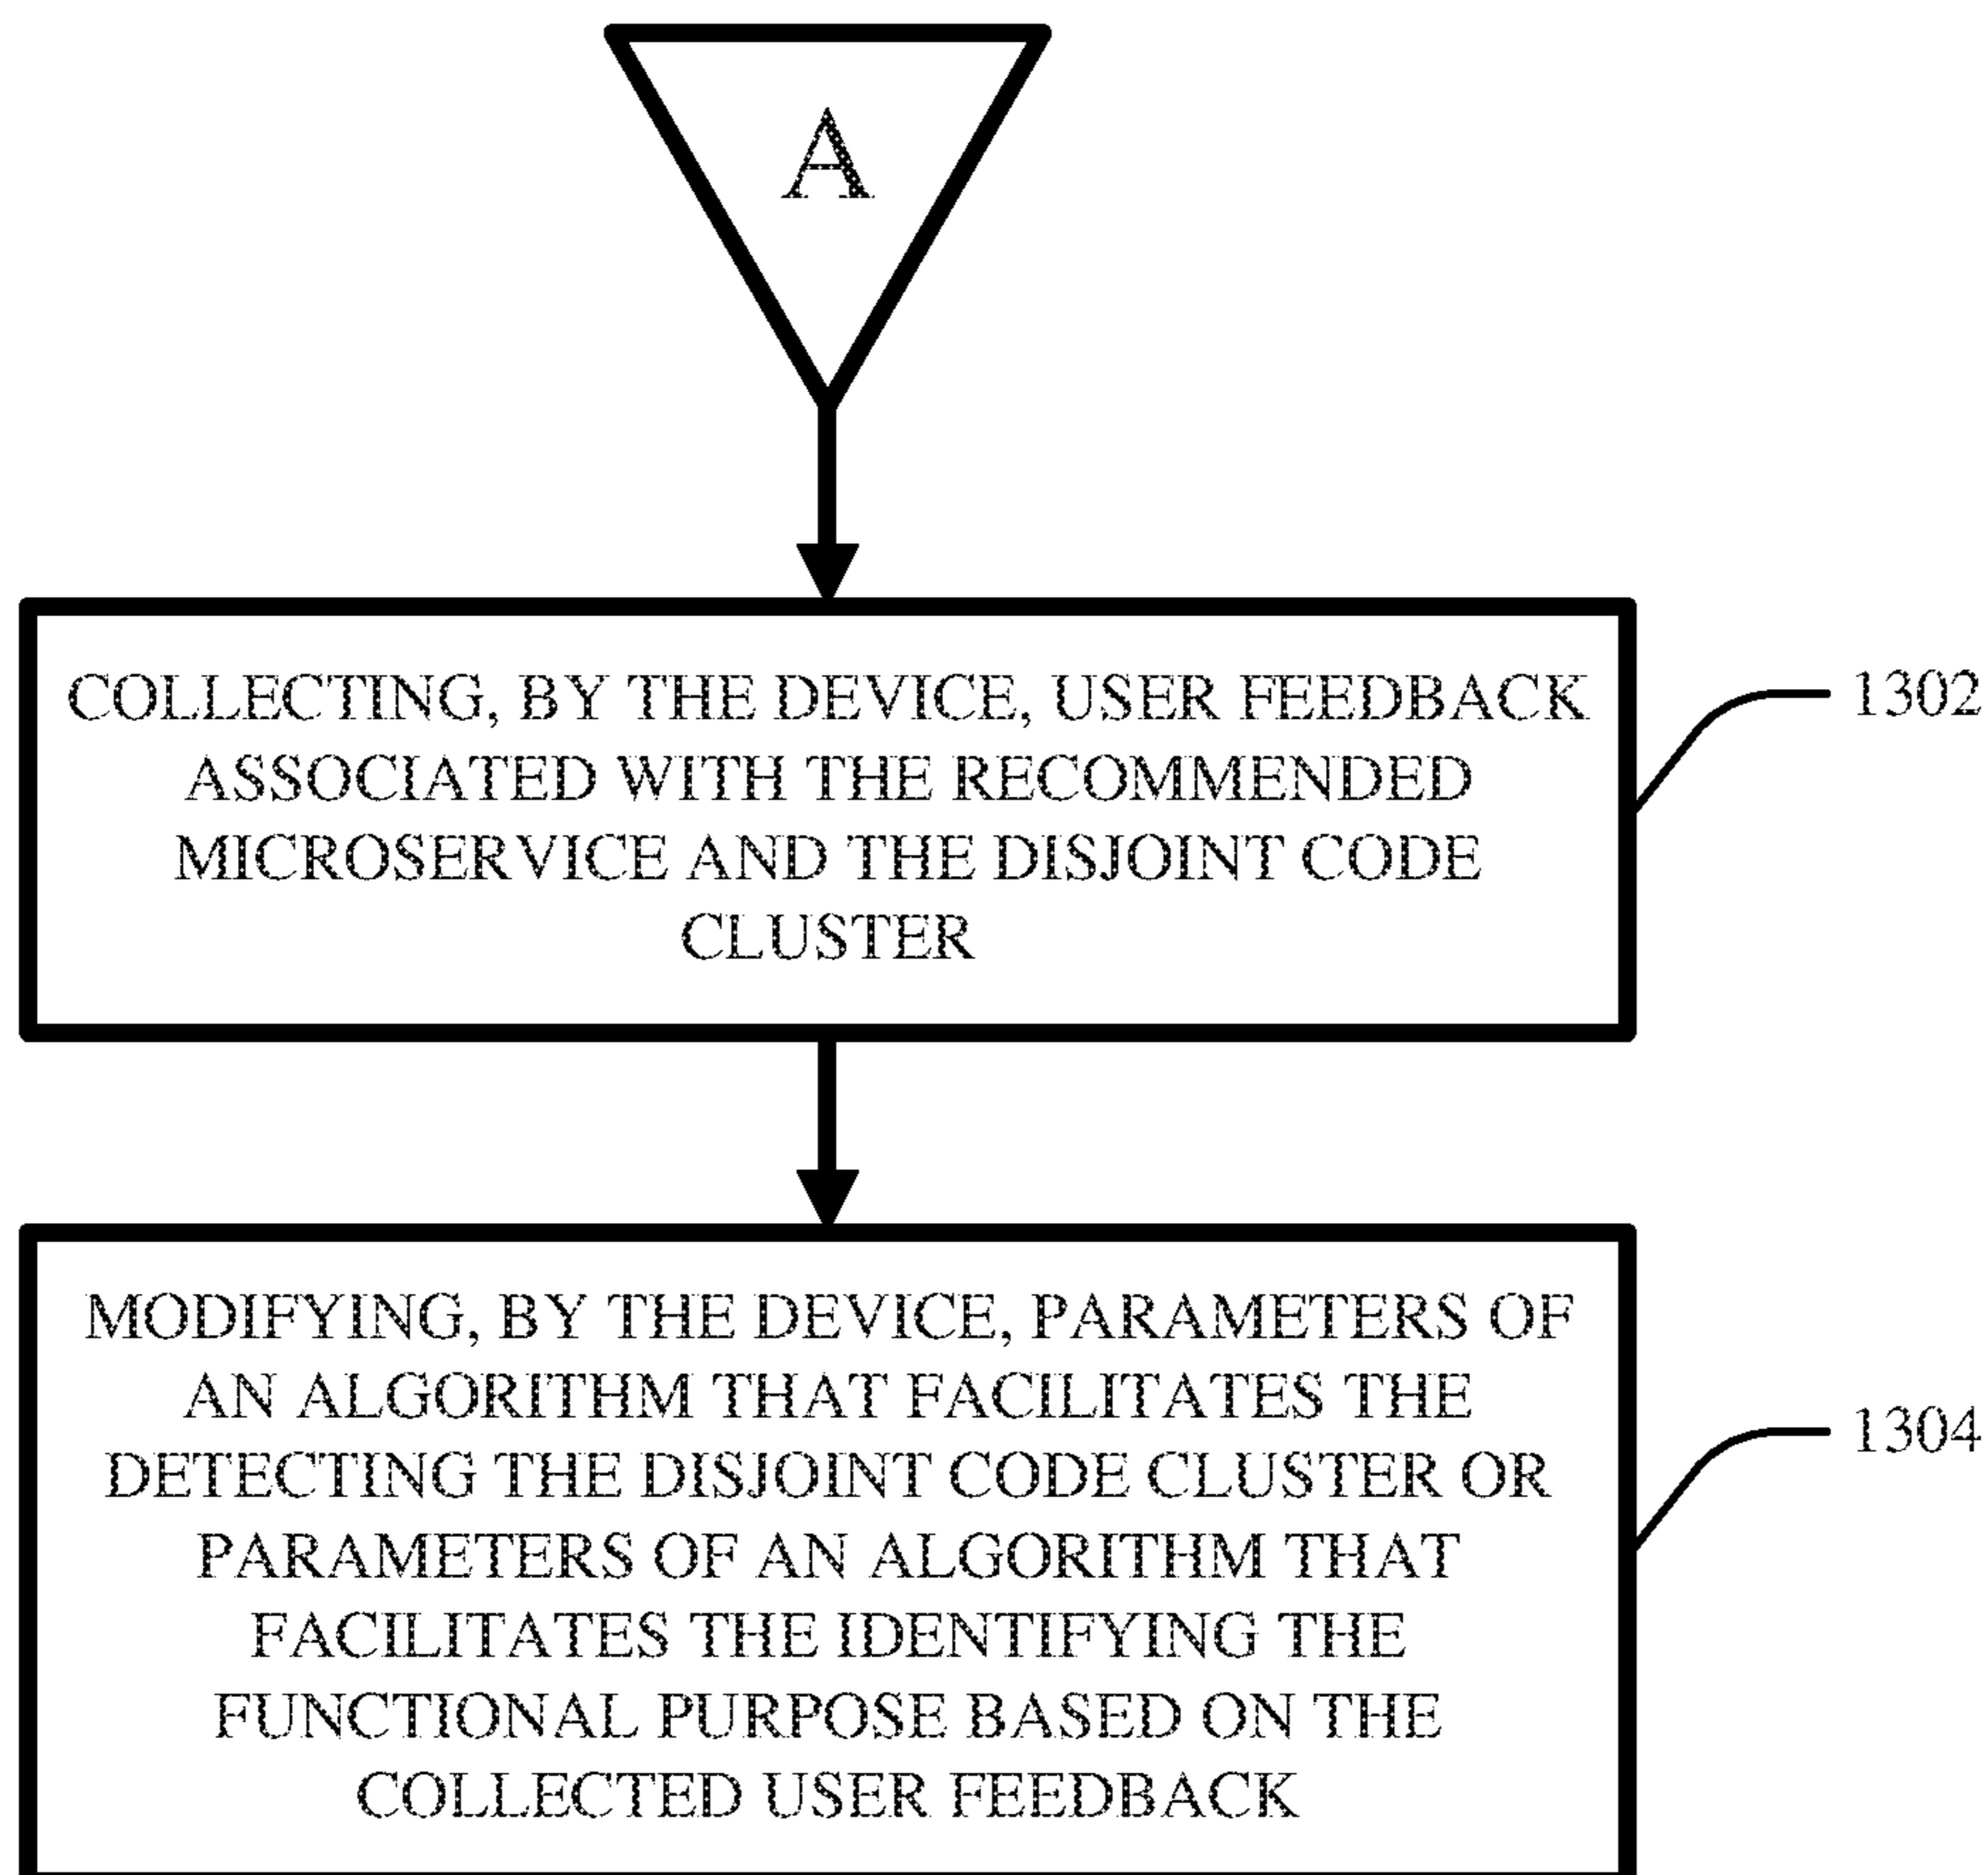 A
COLLECTING, BY THE DEVICE, USER FEEDBACK
ASSOCIATED WITH THE RECOMMENDED
MICROSERVICE AND THE DISJOINT CODE
CLUSTER
1302
MODIFYING, BY THE DEVICE, PARAMETERS OF
AN ALGORITHM THAT FACILITATES THE
DETECTING THE DISJOINT CODE CLUSTER OR
PARAMETERS OF AN ALGORITHM THAT
FACILITATES THE IDENTIFYING THE
FUNCTIONAL PURPOSE BASED ON THE
COLLECTED USER FEEDBACK
1304